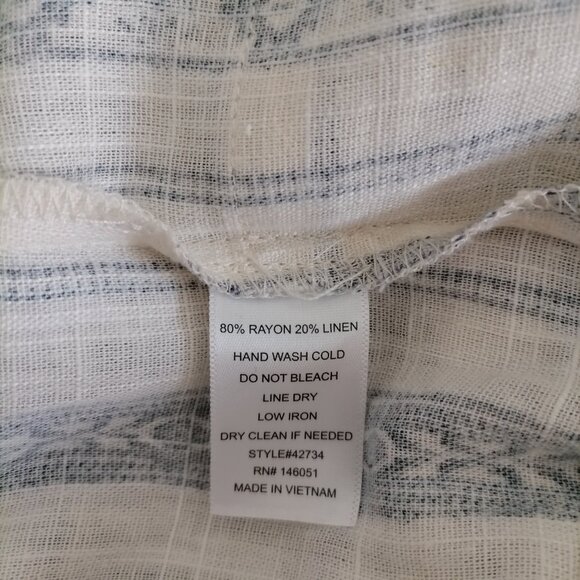 80% RAYON 20% LINEN
HAND WASH COLD
DO NOT BLEACH
LINE DRY
LOW IRON
DRY CLEAN IF NEEDED
STYLE#42734
RN# 146051
MADE IN VIETNAM